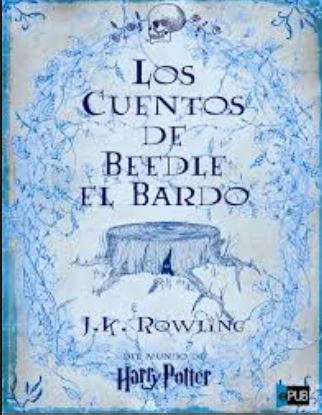 LOS
CUENTOS
DE
BEEDLE
EL BARDO
J.K. ROWLING
DEL MUNDO DE
Harry Potter
ePUB